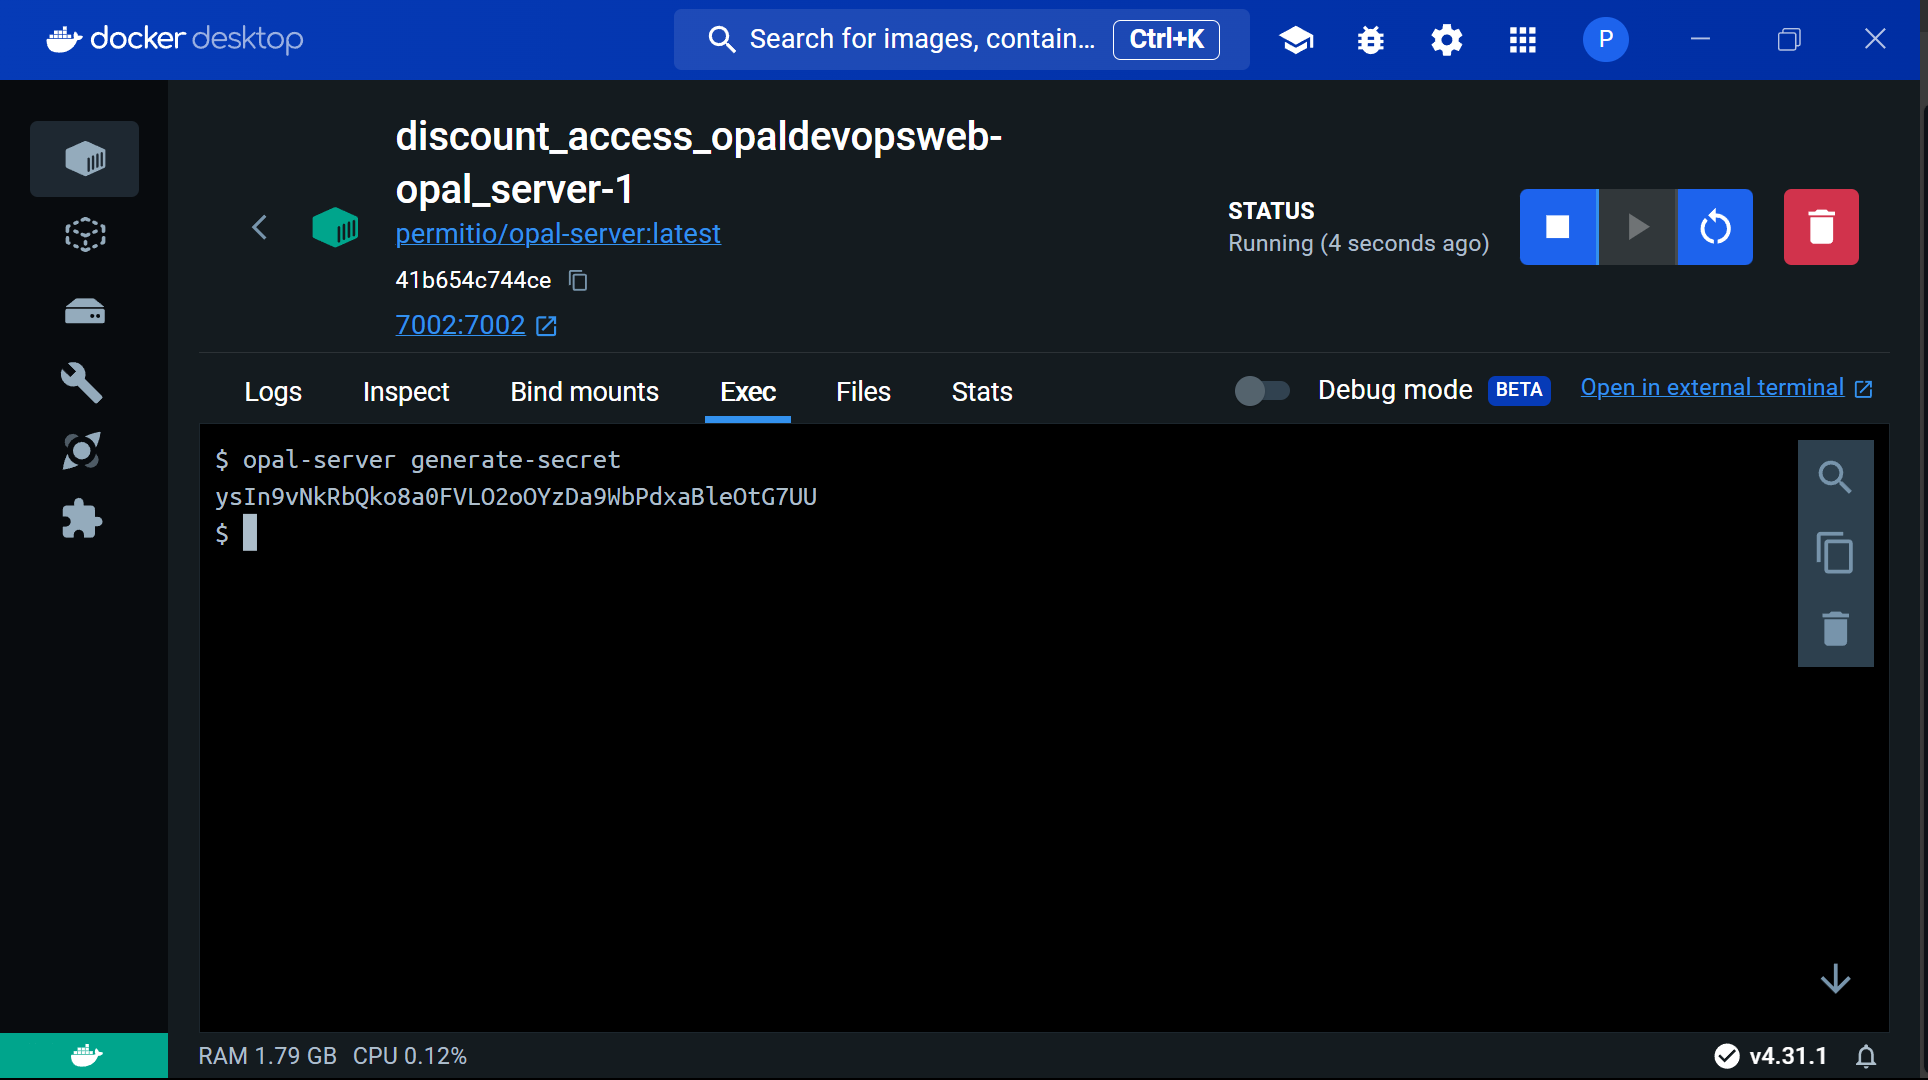 docker desktop
Search for images, contain... Ctrl+K
P
discount_access_opaldevopsweb-
opal_server-1
permitio/opal-server:latest
41b654c744ce
7002:7002
STATUS
Running (4 seconds ago)
Logs Inspect Bind mounts Exec Files Stats Debug mode BETA Open in external terminal
$ opal-server generate-secret
ysIn9vNkRbQko8a0FVLO2oOYzDa9WbPdxaBleOtG7UU
$
RAM 1.79 GB CPU 0.12% v4.31.1